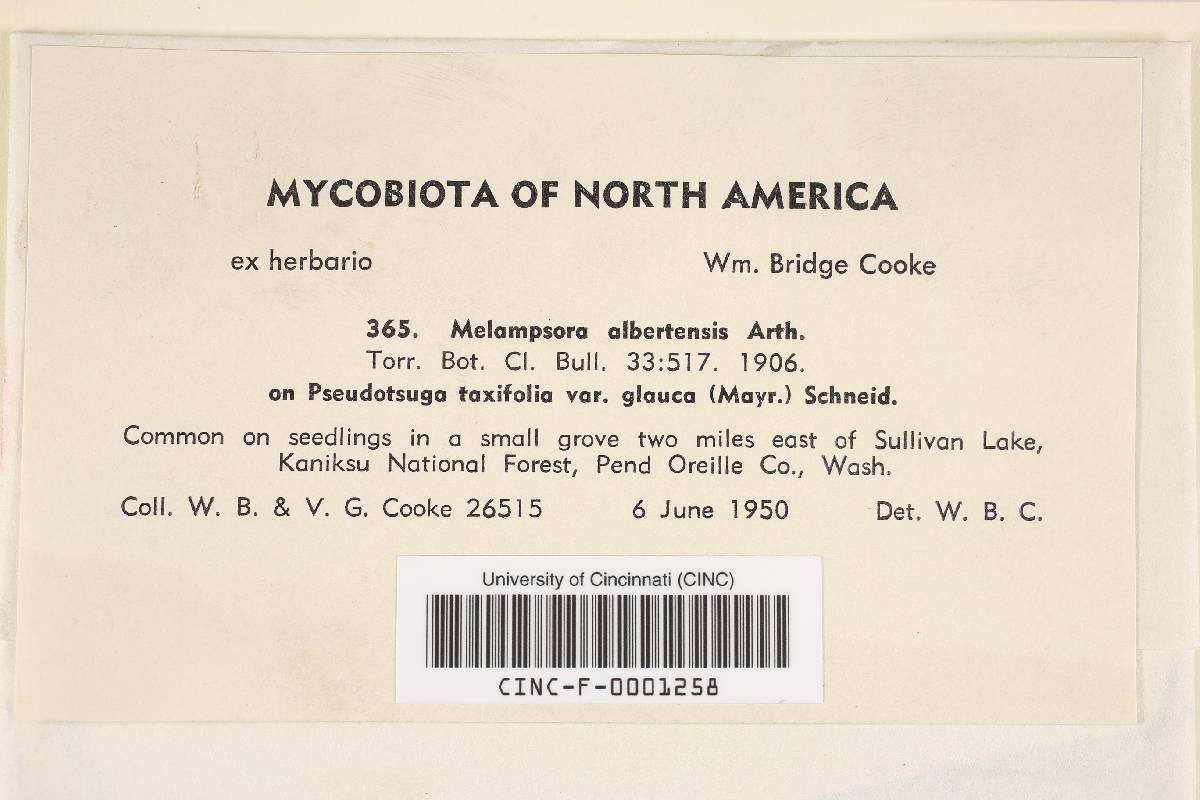 MYCOBIOTA OF NORTH AMERICA
ex herbario Wm. Bridge Cooke
365. Melampsora albertensis Arth.
Torr. Bot. Cl. Bull. 33:517. 1906.
on Pseudotsuga taxifolia var. glauca (Mayr.) Schneid.
Common on seedlings in a small grove two miles east of Sullivan Lake,
Kaniksu National Forest, Pend Oreille Co., Wash.
Coll. W. B. & V. G. Cooke 26515 6 June 1950 Det. W. B. C.
University of Cincinnati (CINC)
CINC-F-0001258